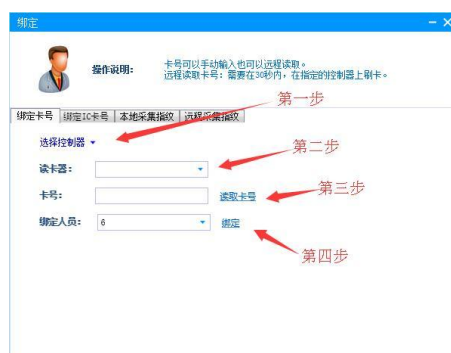 绑定
操作说明：
卡号可以手动输入也可以远程读取。
远程读取卡号：需要在30秒内，在指定的控制器上刷卡。
第一步
绑定卡号 绑定IC卡号 本地采集指纹 远程采集指纹
选择控制器
第二步
读卡器：
第三步
卡号： 读取卡号
绑定人员： 6 绑定
第四步